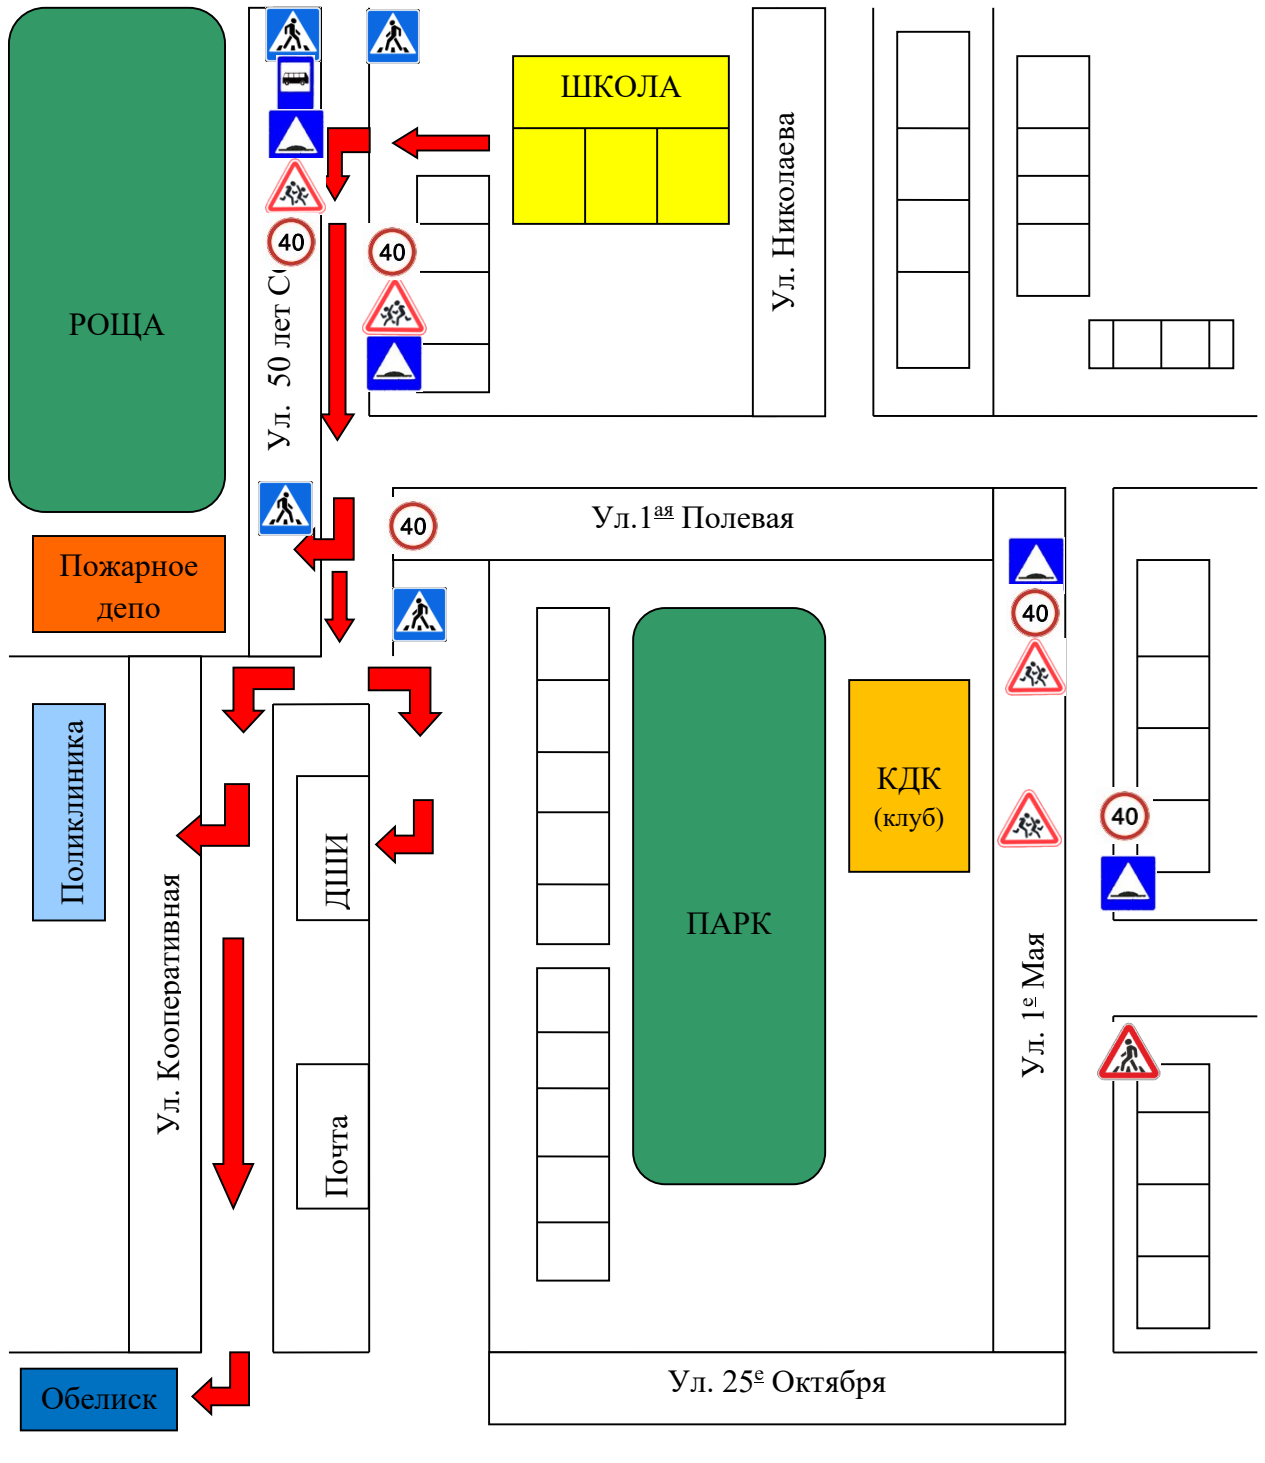 ШКОЛА
Ул. Николаева
40
40
РОЩА
Ул. 50 лет
40
Ул.1ая Полевая
Пожарное
депо
40
Поликлиника
ДШИ
КДК
(клуб)
40
ПАРК
Ул. Кооперативная
Ул. 1е Мая
Почта
Ул. 25е Октября
Обелиск